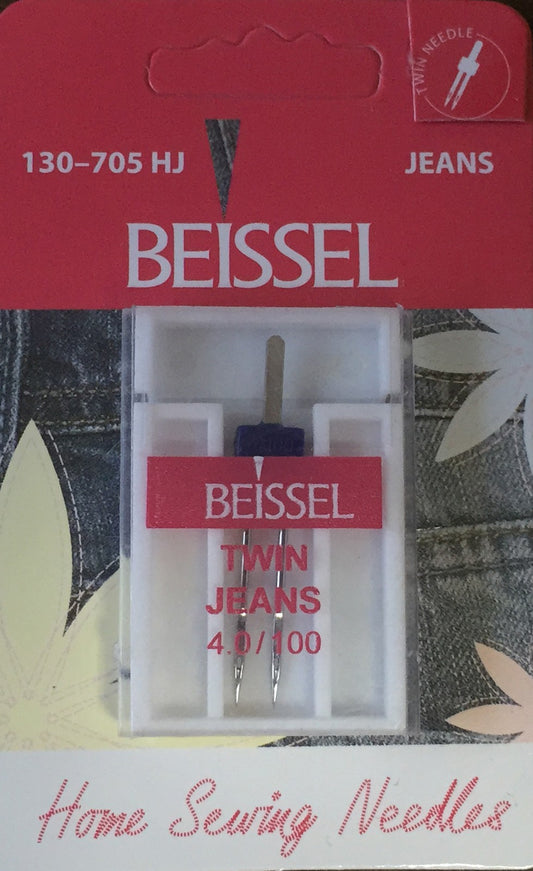 TWIN NEEDLE
130–705 HJ
JEANS
BEISSEL
BEISSEL
TWIN
JEANS
4.0/100
Home Sewing Needles